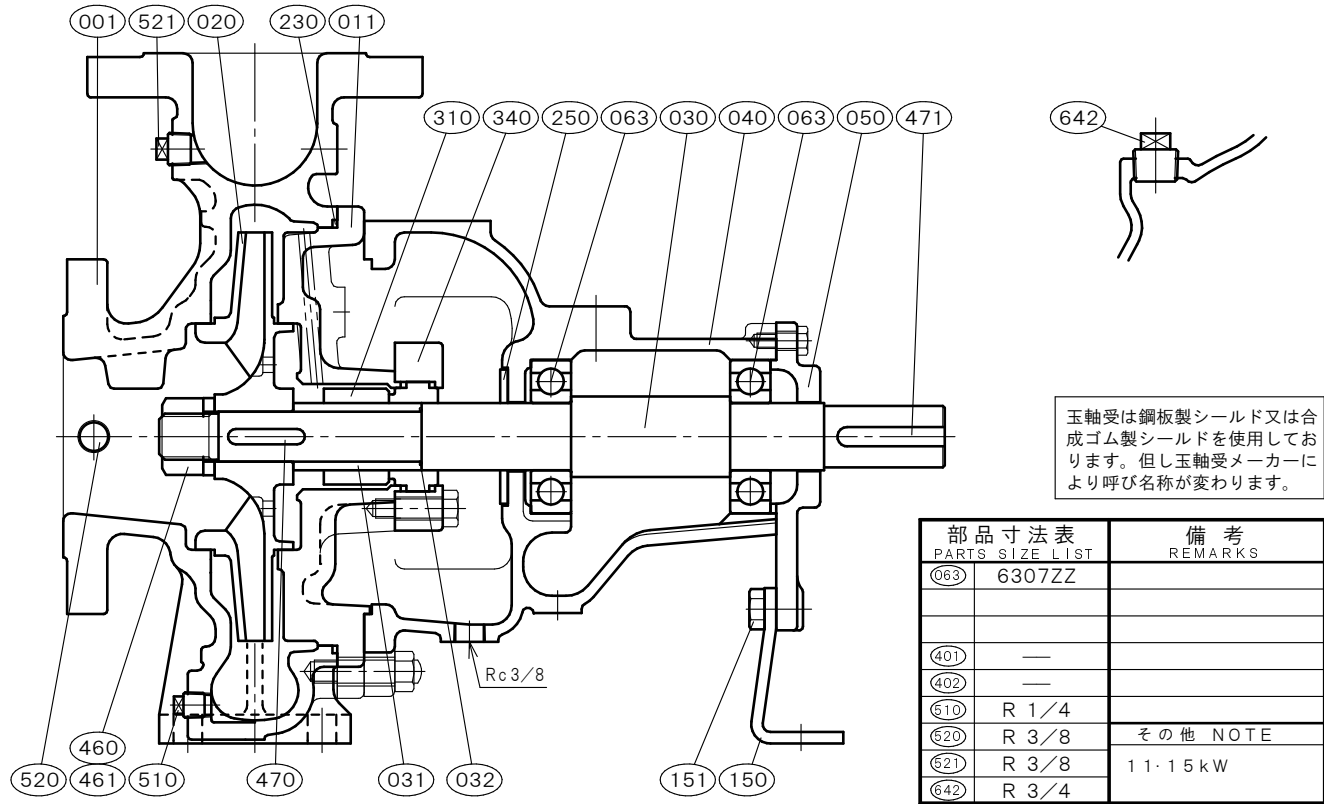 001 521 020 230 011
310 340 250 063 030 040 063 050 471
642
玉軸受は鋼板製シールド又は合
成ゴム製シールドを使用してお
ります。但し玉軸受メーカーに
より呼び名称が変わります。
Rc3/8
460
520 461 510 470 031 032 151 150
部品寸法表 備考
PARTS SIZE LIST REMARKS
063 6307ZZ
401 —
402 —
510 R 1/4
520 R 3/8 その他 NOTE
521 R 3/8 11·15kW
642 R 3/4